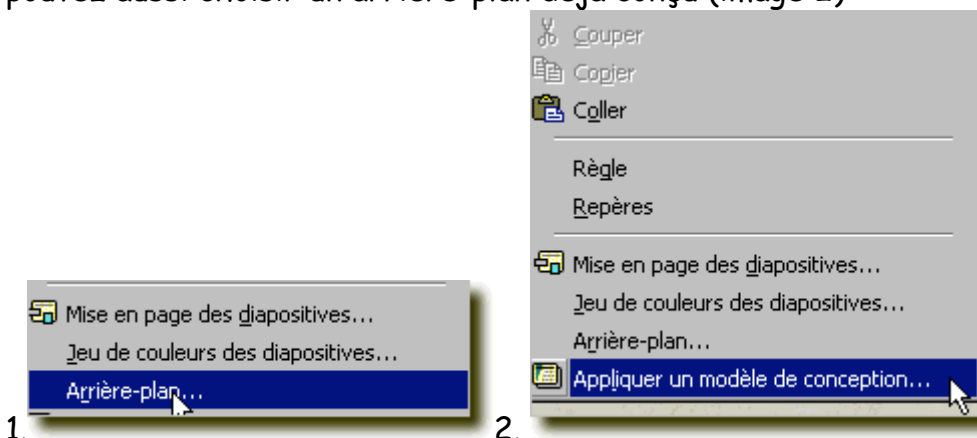 pouvez aussi choisir un arrière-plan déjà conçu (image 2)
Couper
Copier
Coller
Règle
Repères
Mise en page des diapositives...
Jeu de couleurs des diapositives...
Arrière-plan...
Appliquer un modèle de conception...
Mise en page des diapositives...
Jeu de couleurs des diapositives...
Arrière-plan...
1.
2.